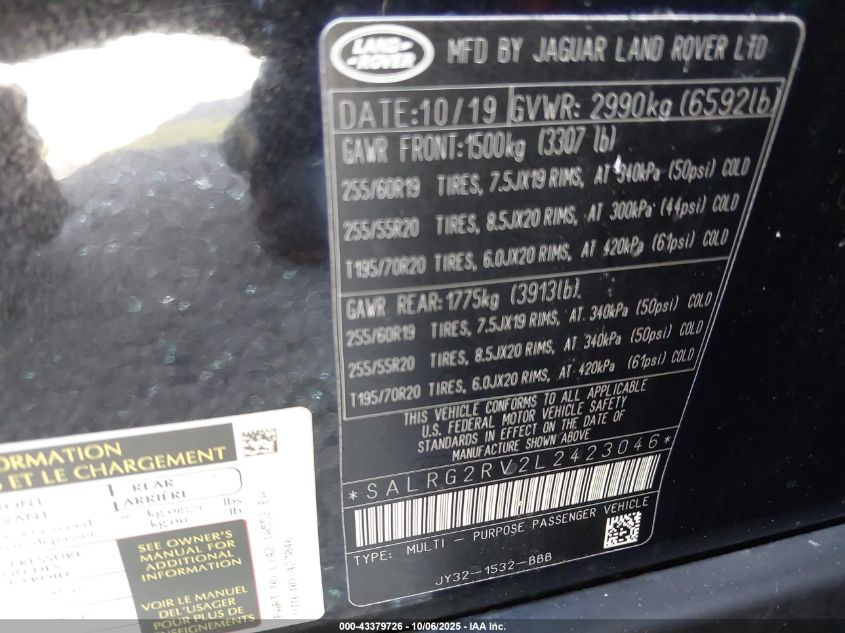 LAND ROVER
MFD BY JAGUAR LAND ROVER LTD
DATE:10/19 GVWR: 2990kg (6592lb)
GAWR FRONT:1500kg (3307 lb)
255/60R19 TIRES, 7.5JX19 RIMS, AT 340kPa (50psi) COLD
255/55R20 TIRES, 8.5JX20 RIMS, AT 300kPa (44psi) COLD
T195/70R20 TIRES, 6.0JX20 RIMS, AT 420kPa (61psi) COLD
GAWR REAR:1775kg (3913lb)
255/60R19 TIRES, 7.5JX19 RIMS, AT 340kPa (50psi) COLD
255/55R20 TIRES, 8.5JX20 RIMS, AT 340kPa (50psi) COLD
T195/70R20 TIRES, 6.0JX20 RIMS, AT 420kPa (61psi) COLD
THIS VEHICLE CONFORMS TO ALL APPLICABLE
U.S. FEDERAL MOTOR VEHICLE SAFETY
STANDARDS IN EFFECT ON THE DATE OF
MANUFACTURE SHOWN ABOVE
*SALRG2RV2L2423046*
TYPE: MULTI - PURPOSE PASSENGER VEHICLE
JY32-1532-BBB
ORMATION
ET LE CHARGEMENT
REAR
ARRIÈRE
lbs
lb
SEE OWNER'S
MANUAL FOR
ADDITIONAL
INFORMATION
VOIR LE MANUEL
DE L'USAGER
POUR PLUS DE
RENSEIGNEMENTS
000-43379726 - 10/06/2025 - IAA Inc.